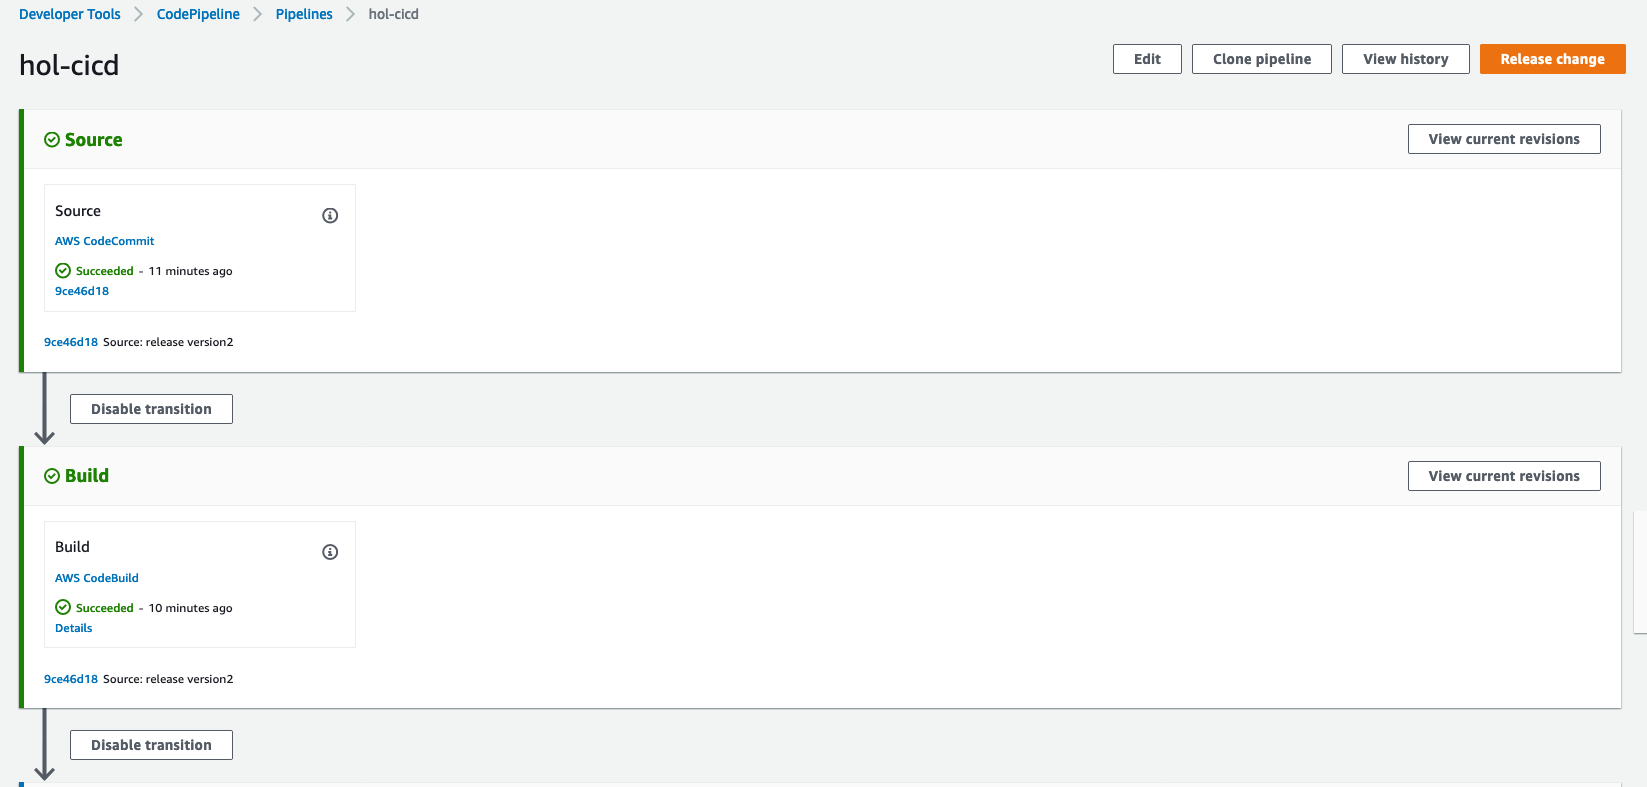 Developer Tools CodePipeline Pipelines hol-cicd
hol-cicd
Edit Clone pipeline View history Release change
Source
View current revisions
Source
AWS CodeCommit
Succeeded - 11 minutes ago
9ce46d18
9ce46d18 Source: release version2
Disable transition
Build
View current revisions
Build
AWS CodeBuild
Succeeded - 10 minutes ago
Details
9ce46d18 Source: release version2
Disable transition